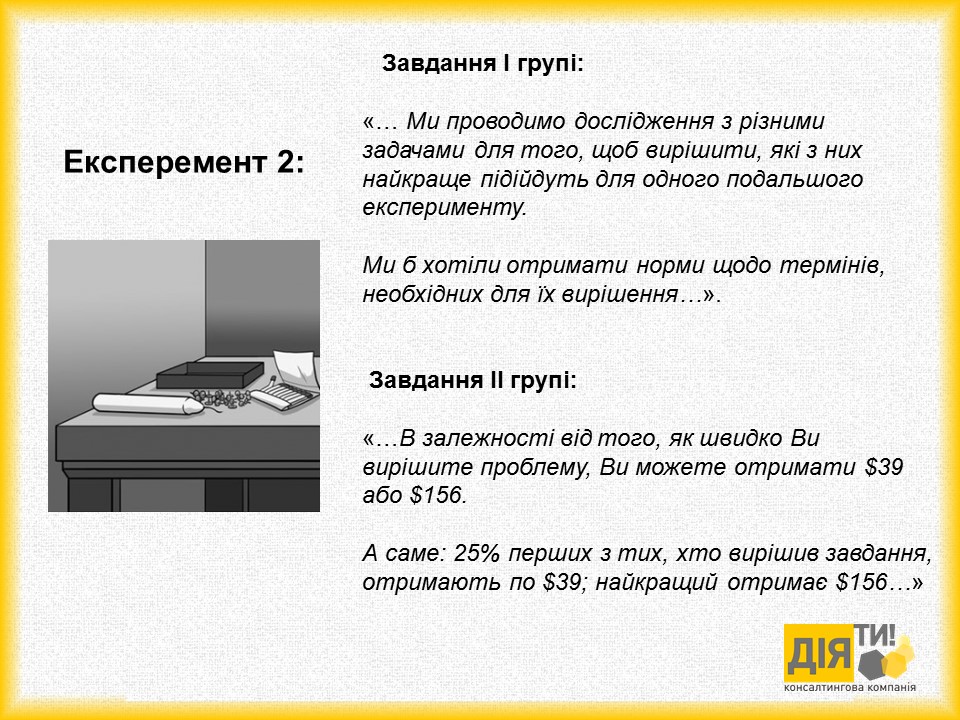 Експеремент 2:
Завдання І групі:
«… Ми проводимо дослідження з різними
задачами для того, щоб вирішити, які з них
найкраще підійдуть для одного подальшого
експерименту.
Ми б хотіли отримати норми щодо термінів,
необхідних для їх вирішення…».
Завдання ІІ групі:
«…В залежності від того, як швидко Ви
вирішите проблему, Ви можете отримати $39
або $156.
А саме: 25% перших з тих, хто вирішив завдання,
отримають по $39; найкращий отримає $156…»
ДІЯ
ТИ!
консалтингова компанія